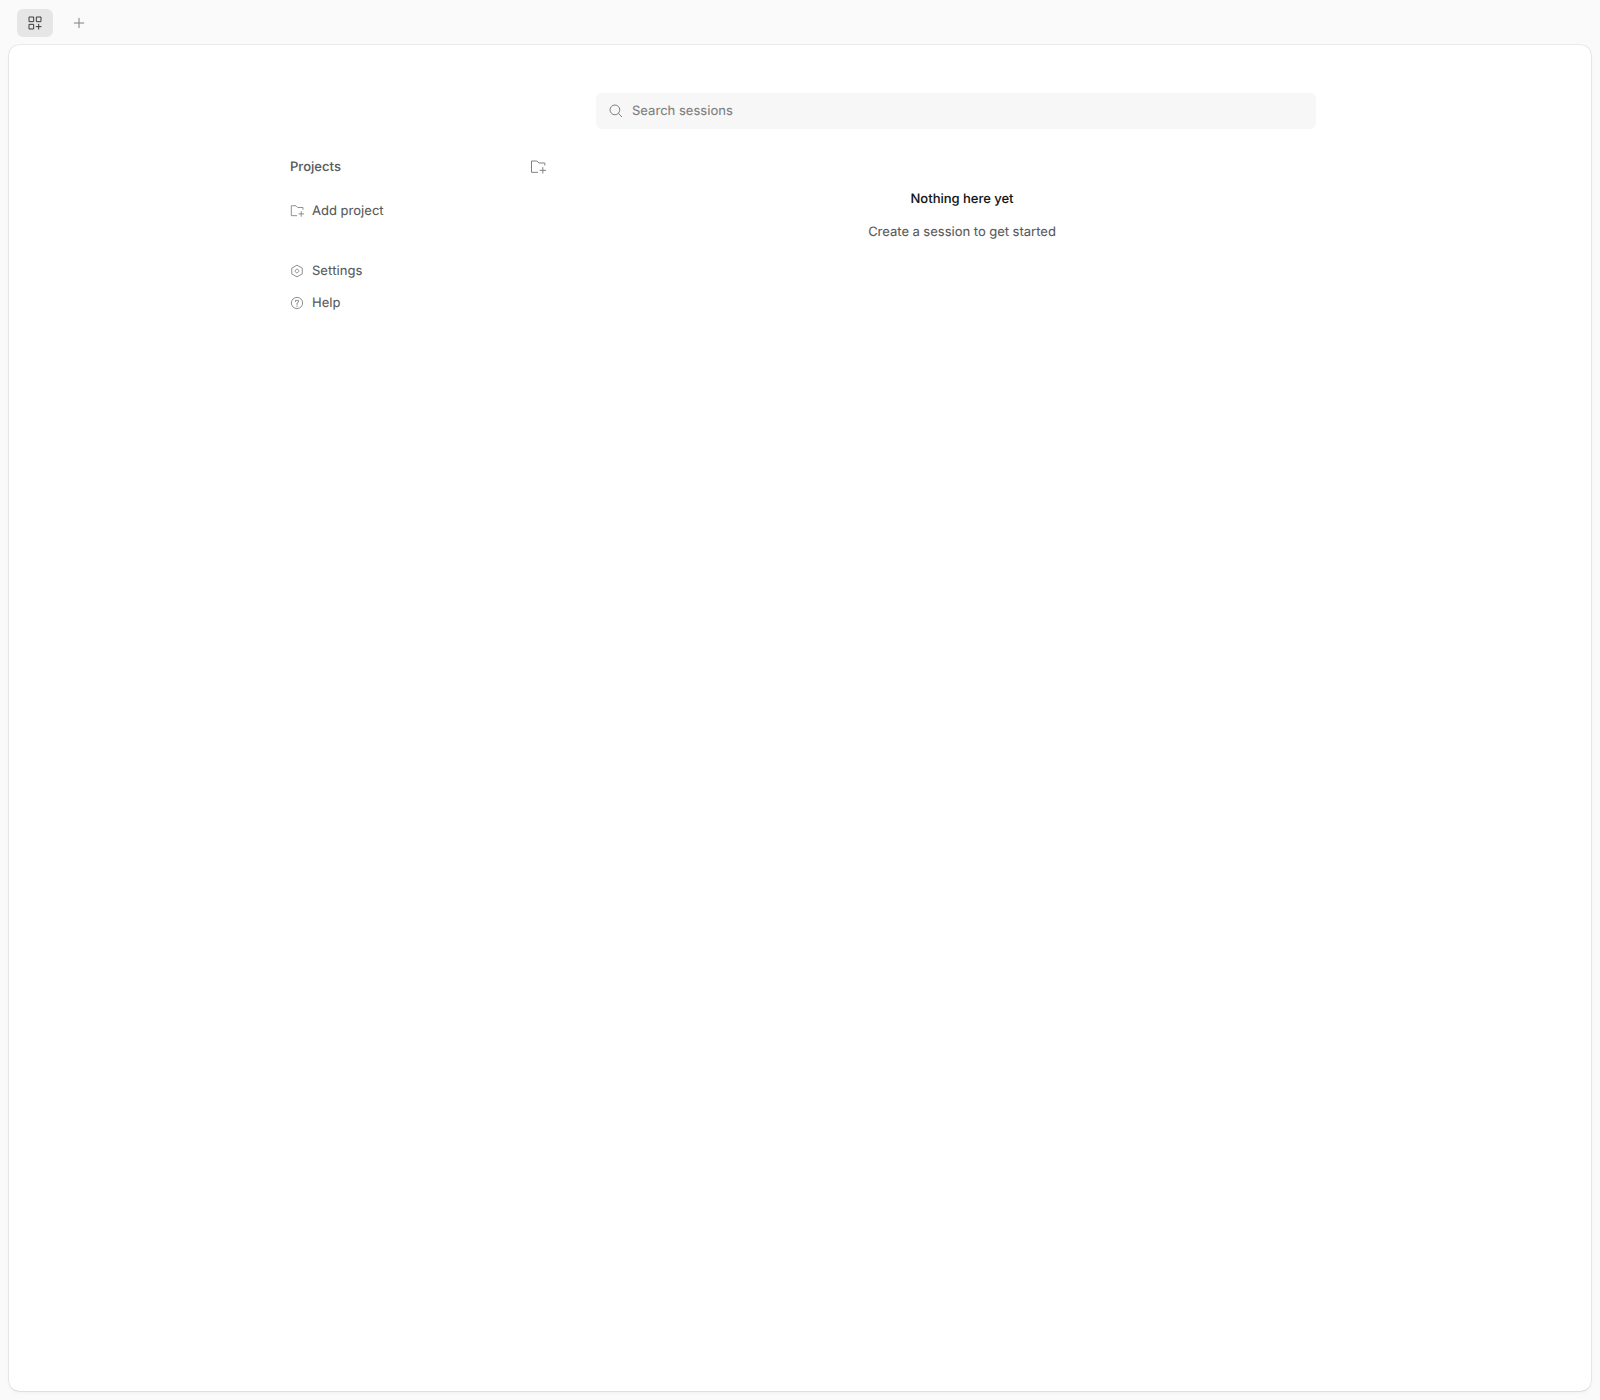 Search sessions
Projects
Add project
Settings
Help
Nothing here yet
Create a session to get started